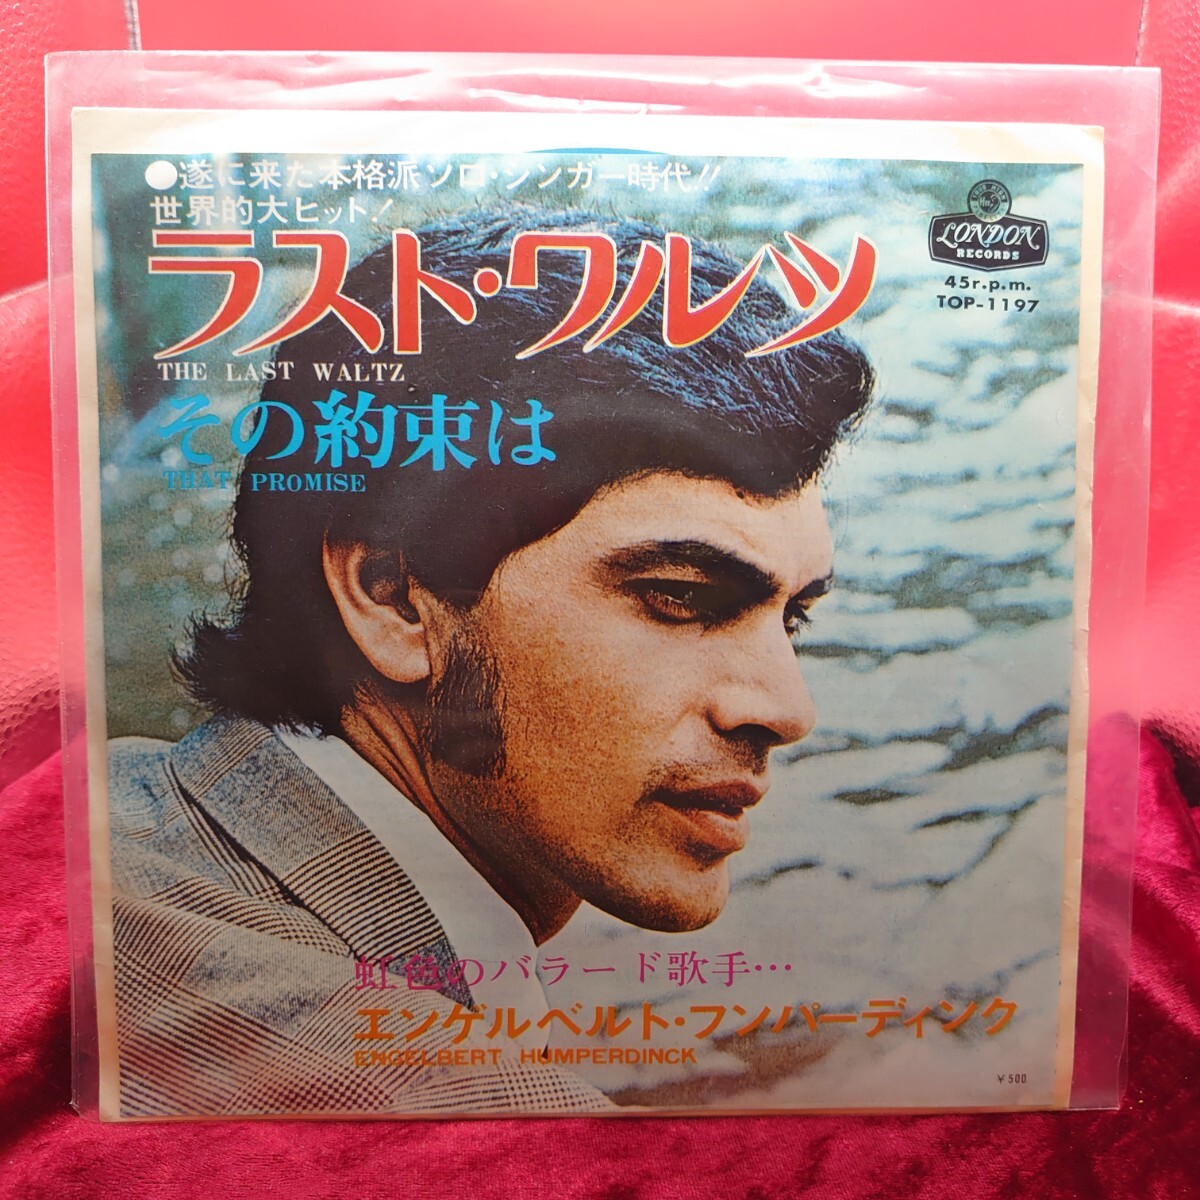 ●遂に来た本格派ソロ・シンガー時代!!
世界的大ヒット!
ラスト・ワルツ
THE LAST WALTZ
その約束は
THAT PROMISE
LONDON
RECORDS
45r.p.m.
TOP-1197
虹色のバラード歌手…
エンゲルベルト・フンパーディンク
ENGELBERT HUMPERDINCK
¥500